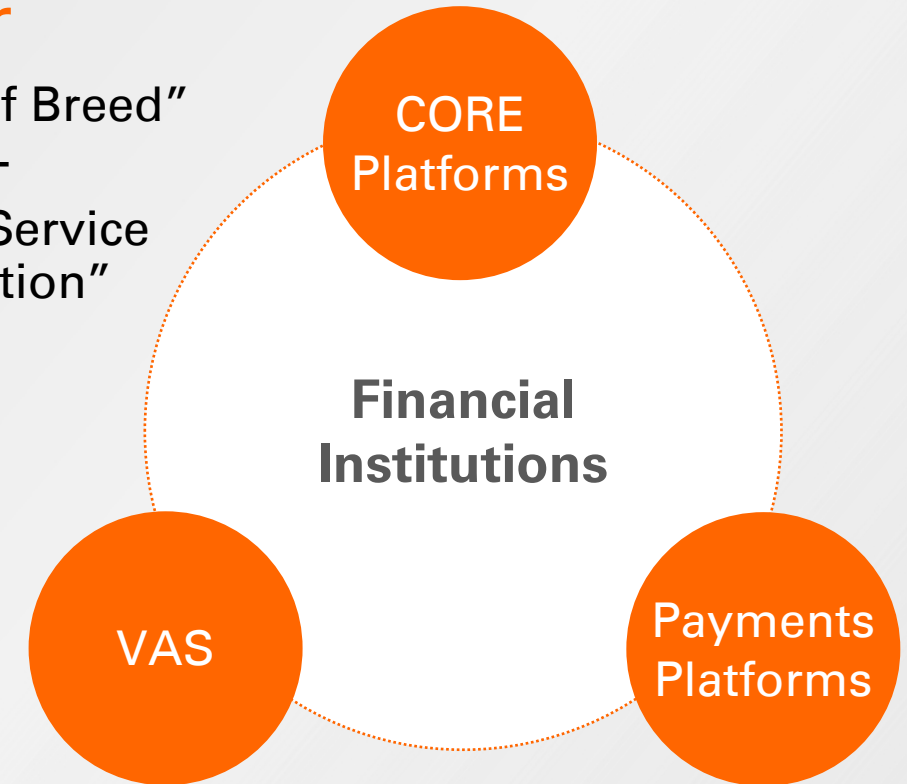 f Breed”
-
Service
tion”
CORE
Platforms
Financial
Institutions
VAS
Payments
Platforms